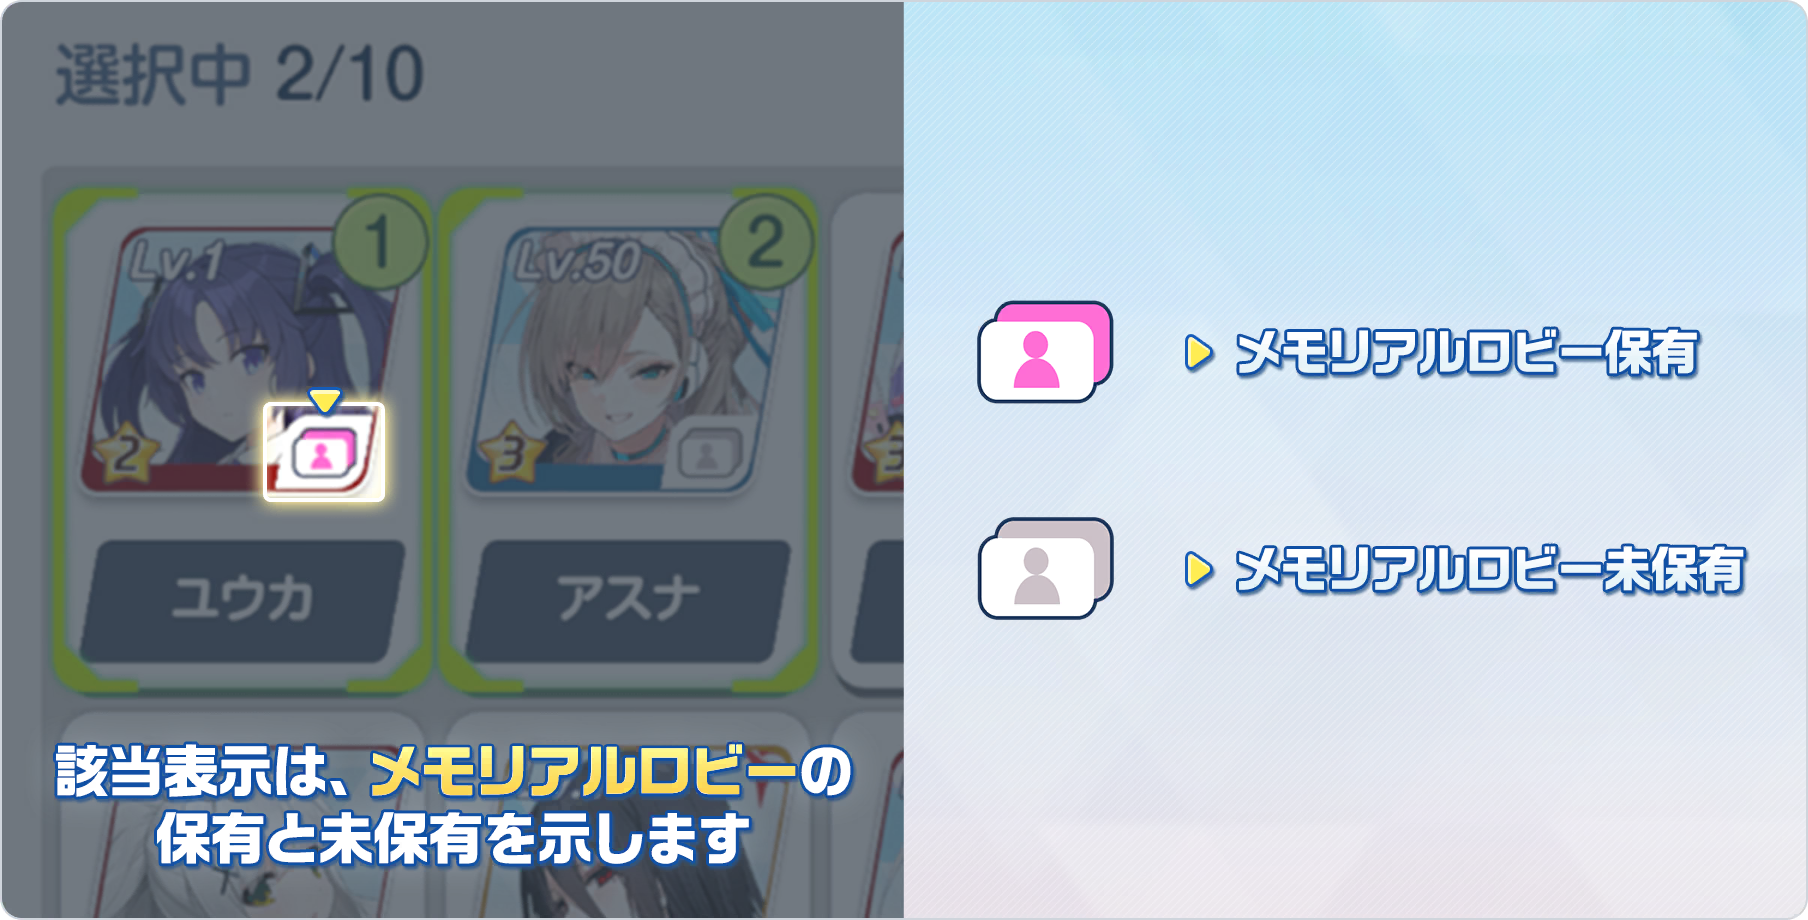 選択中 2/10
Lv.1
1
2
ユウカ
Lv.50
2
3
アスナ
3
該当表示は、メモリアルロビーの
保有と未保有を示します
メモリアルロビー保有
メモリアルロビー未保有